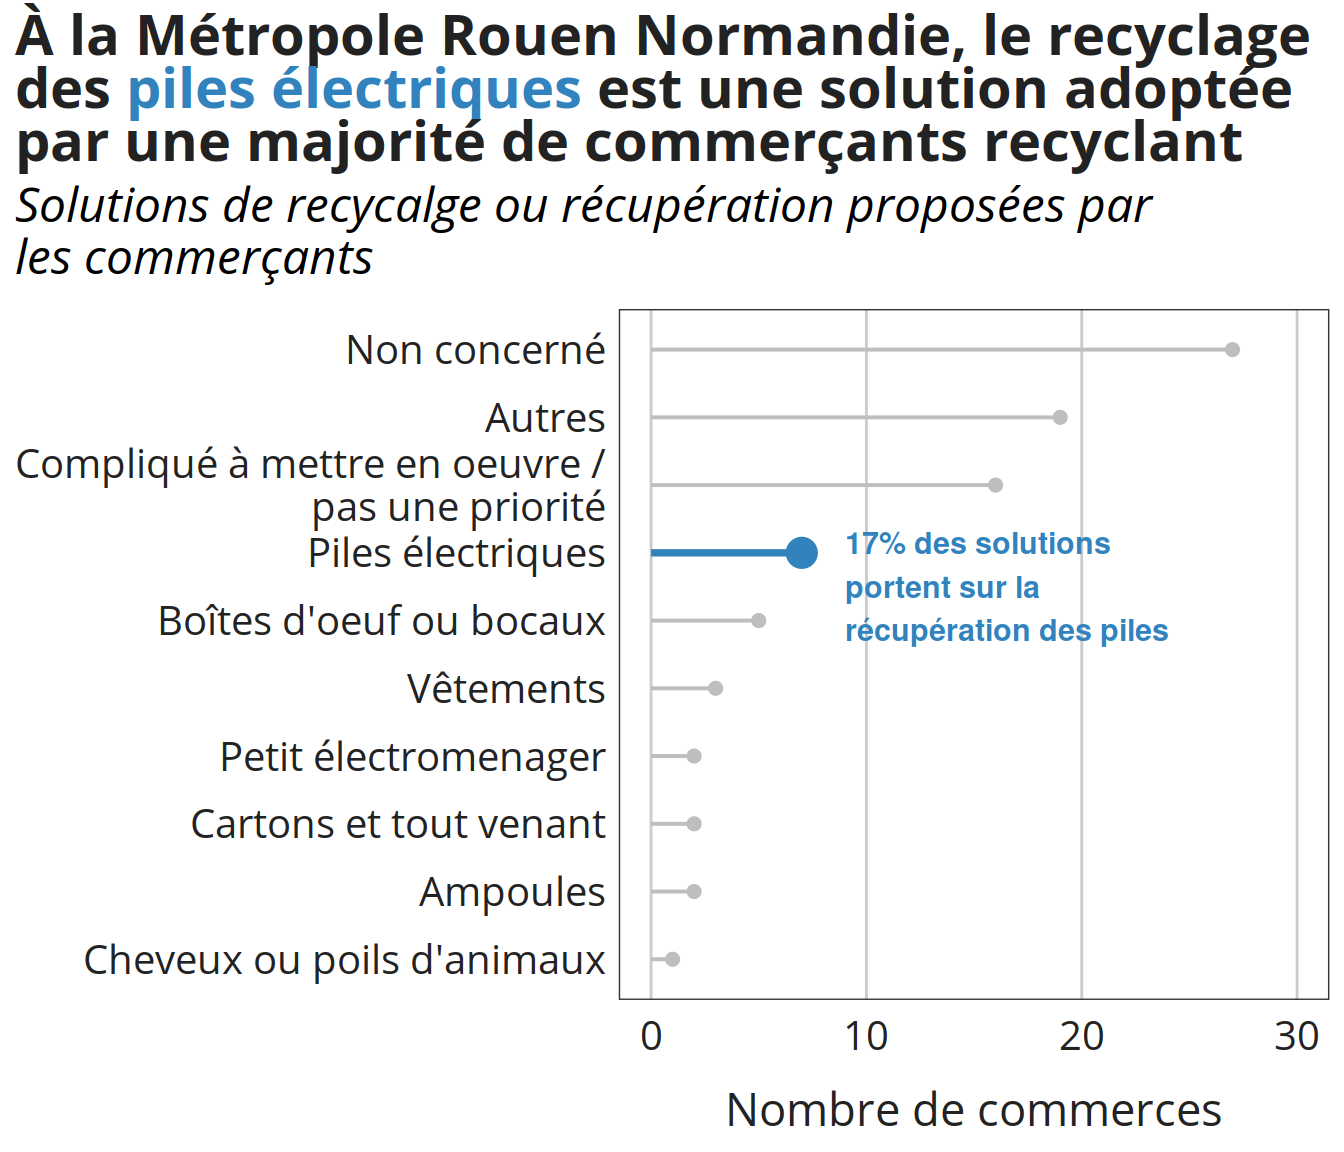 À la Métropole Rouen Normandie, le recyclage
des piles électriques est une solution adoptée
par une majorité de commerçants recyclant
Solutions de recycalge ou récupération proposées par
les commerçants
Non concerné
Autres
Compliqué à mettre en oeuvre /
pas une priorité
Piles électriques
17% des solutions
portent sur la
récupération des piles
Boîtes d'oeuf ou bocaux
Vêtements
Petit électromenager
Cartons et tout venant
Ampoules
Cheveux ou poils d'animaux
0 10 20 30
Nombre de commerces